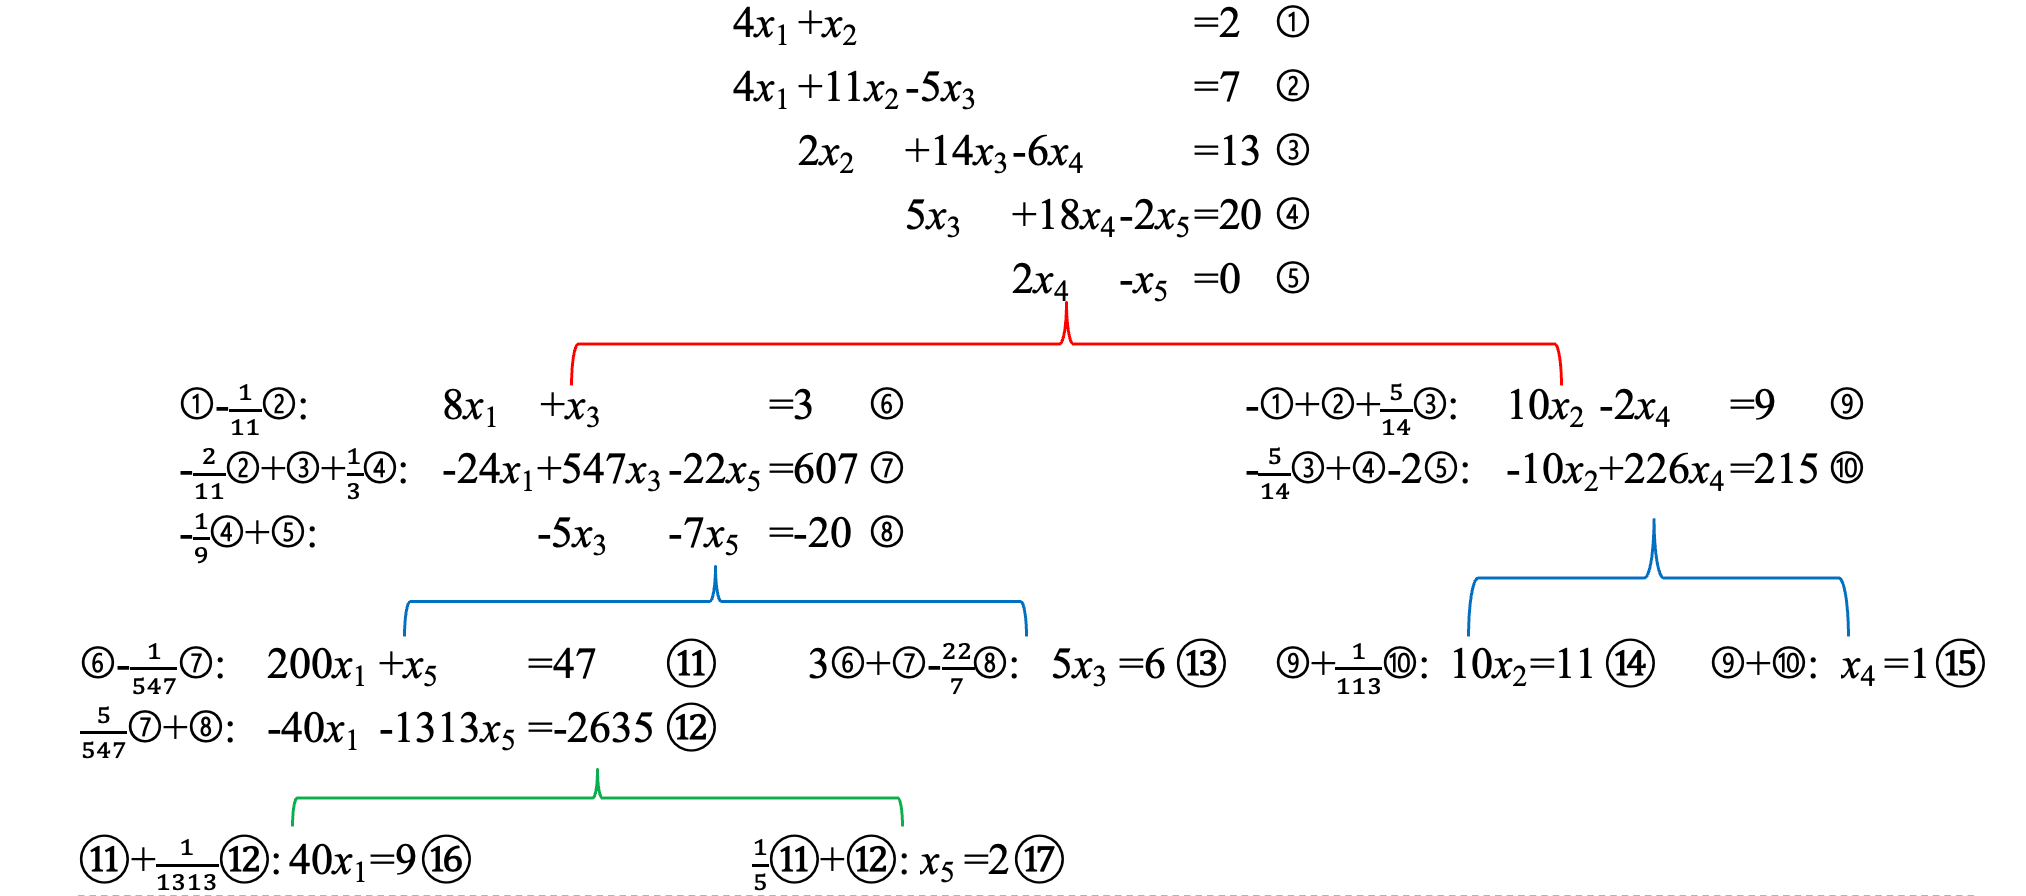 4x₁ +x₂ =2 ①
4x₁ +11x₂ -5x₃ =7 ②
2x₂ +14x₃ -6x₄ =13 ③
5x₃ +18x₄ -2x₅ =20 ④
2x₄ -x₅ =0 ⑤
①-1/11②: 8x₁ +x₃ =3 ⑥
-2/11②+③+1/3④: -24x₁+547x₃ -22x₅ =607 ⑦
-1/9④+⑤: -5x₃ -7x₅ =-20 ⑧
-①+②+5/14③: 10x₂ -2x₄ =9 ⑨
-5/14③+④-2⑤: -10x₂+226x₄ =215 ⑩
⑥-1/547⑦: 200x₁ +x₅ =47 ⑪
5/547⑦+⑧: -40x₁ -1313x₅ =-2635 ⑫
3⑥+⑦-22/7⑧: 5x₃ =6 ⑬
⑨+1/113⑩: 10x₂=11 ⑭
⑨+⑩: x₄ =1 ⑮
⑪+1/1313⑫: 40x₁=9 ⑯
1/5⑪+⑫: x₅ =2 ⑰